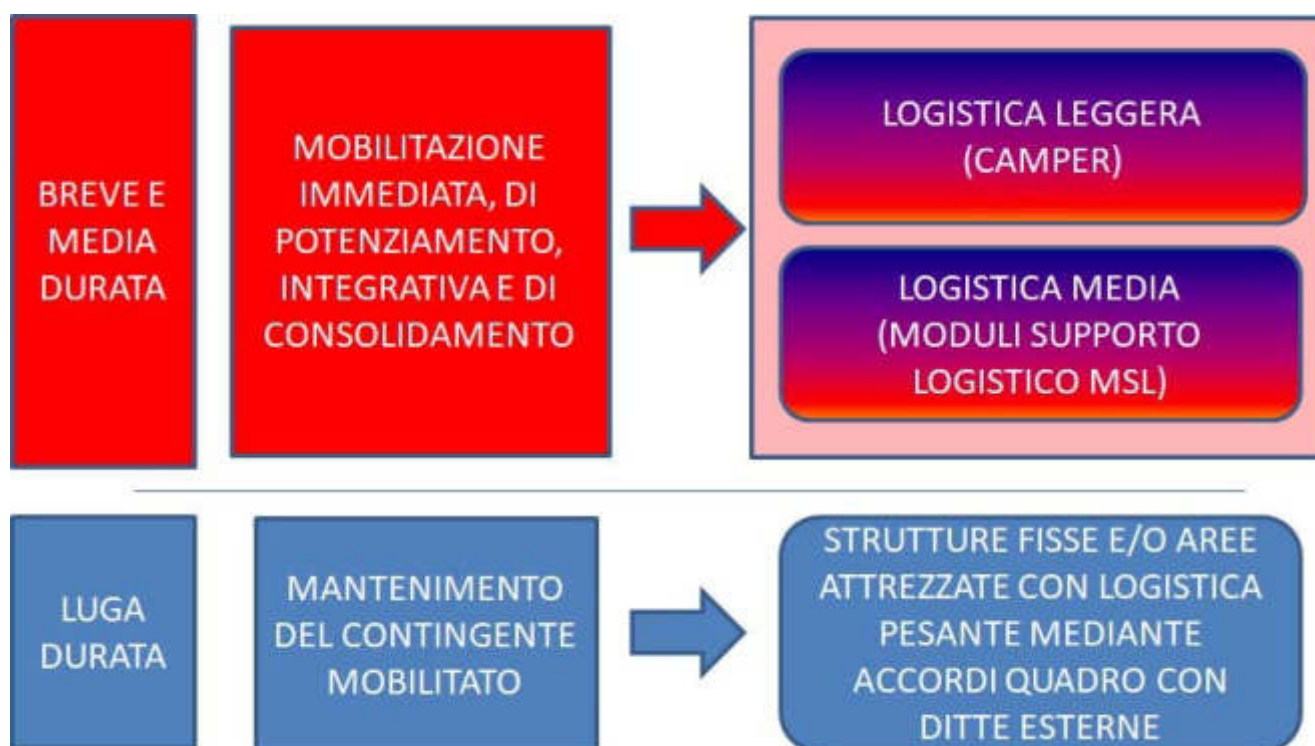 BREVE E
MEDIA
DURATA
MOBILITAZIONE
IMMEDIATA, DI
POTENZIAMENTO,
INTEGRATIVA E DI
CONSOLIDAMENTO
LOGISTICA LEGGERA
(CAMPER)
LOGISTICA MEDIA
(MODULI SUPPORTO
LOGISTICO MSL)
LUGA
DURATA
MANTENIMENTO
DEL CONTINGENTE
MOBILITATO
STRUTTURE FISSE E/O AREE
ATTREZZATE CON LOGISTICA
PESANTE MEDIANTE
ACCORDI QUADRO CON
DITTE ESTERNE